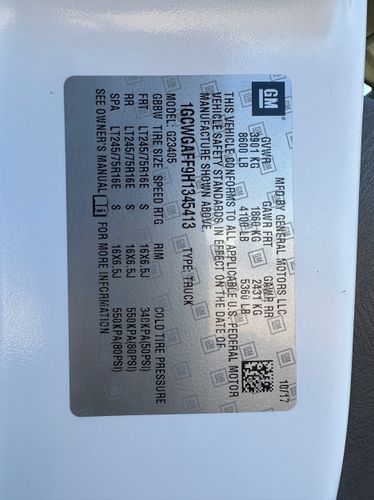 GM
MFD BY GENERAL MOTORS LLC 10/17
GVWR GAWR FRT GAWR RR
3901 KG 1860 KG 2431 KG
8600 LB 4100 LB 5360 LB
THIS VEHICLE CONFORMS TO ALL APPLICABLE U.S. FEDERAL MOTOR
VEHICLE SAFETY STANDARDS IN EFFECT ON THE DATE OF
MANUFACTURE SHOWN ABOVE.
1GCWGAFF9H1345413 TYPE: TRUCK
MODEL: G23405
GBBW TIRE SIZE SPEED RTG RIM COLD TIRE PRESSURE
FRT LT245/75R16E S 16X6.5J 340KPA(50PSI)
RR LT245/75R16E S 16X6.5J 550KPA(80PSI)
SPA LT245/75R16E S 16X6.5J 550KPA(80PSI)
SEE OWNER'S MANUAL FOR MORE INFORMATION